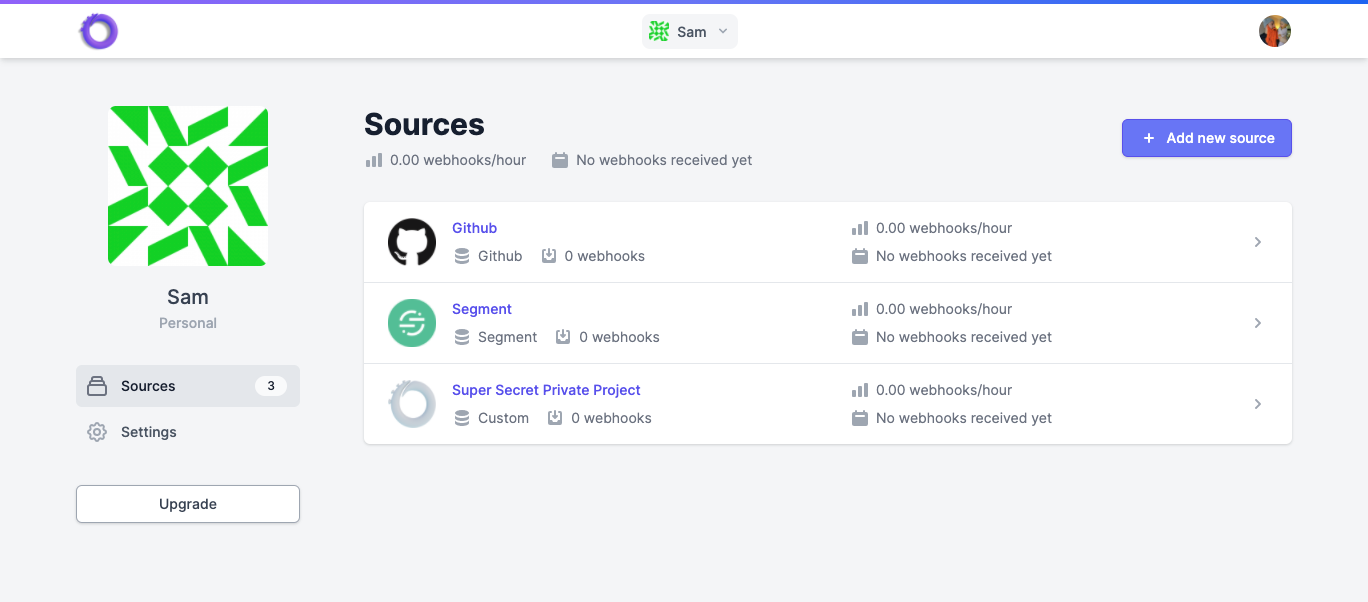 Sam
Sam
Personal
Sources 3
Settings
Upgrade
Sources
0.00 webhooks/hour No webhooks received yet
+ Add new source
Github
Github 0 webhooks
0.00 webhooks/hour
No webhooks received yet
Segment
Segment 0 webhooks
0.00 webhooks/hour
No webhooks received yet
Super Secret Private Project
Custom 0 webhooks
0.00 webhooks/hour
No webhooks received yet